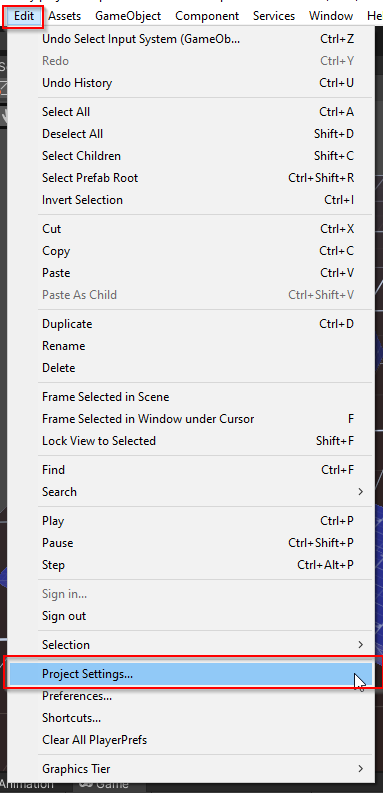 Edit Assets GameObject Component Services Window He
Undo Select Input System (GameOb... Ctrl+Z
Redo Ctrl+Y
Undo History Ctrl+U
Select All Ctrl+A
Deselect All Shift+D
Select Children Shift+C
Select Prefab Root Ctrl+Shift+R
Invert Selection Ctrl+I
Cut Ctrl+X
Copy Ctrl+C
Paste Ctrl+V
Paste As Child Ctrl+Shift+V
Duplicate Ctrl+D
Rename
Delete
Frame Selected in Scene
Frame Selected in Window under Cursor F
Lock View to Selected Shift+F
Find Ctrl+F
Search
Play Ctrl+P
Pause Ctrl+Shift+P
Step Ctrl+Alt+P
Sign in...
Sign out
Selection
Project Settings...
Preferences...
Shortcuts...
Clear All PlayerPrefs
Graphics Tier
Animation Game